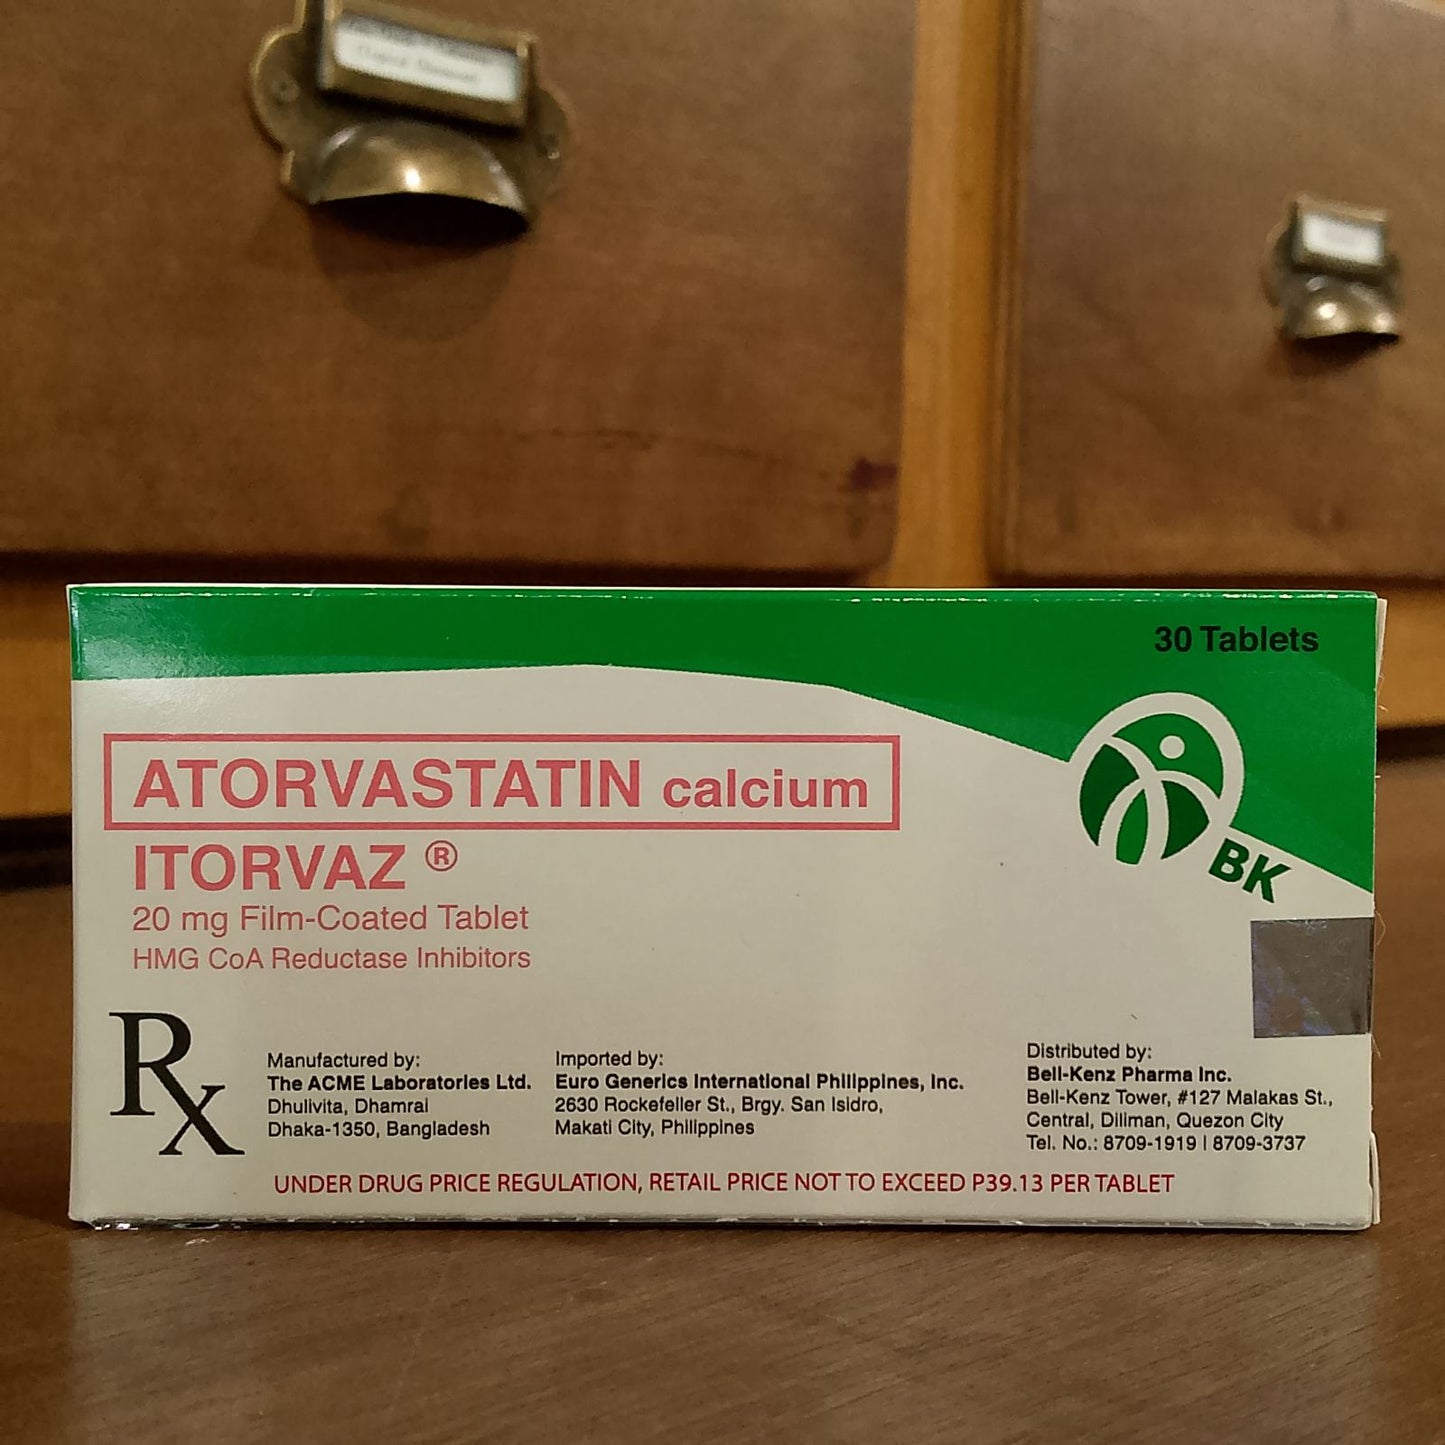 30 Tablets
ATORVASTATIN calcium
ITORVAZ ®
20 mg Film-Coated Tablet
HMG CoA Reductase Inhibitors
BK
Rx
Manufactured by:
The ACME Laboratories Ltd.
Dhulivita, Dhamrai
Dhaka-1350, Bangladesh
Imported by:
Euro Generics International Philippines, Inc.
2630 Rockefeller St., Brgy. San Isidro,
Makati City, Philippines
Distributed by:
Bell-Kenz Pharma Inc.
Bell-Kenz Tower, #127 Malakas St.,
Central, Diliman, Quezon City
Tel. No.: 8709-1919 | 8709-3737
UNDER DRUG PRICE REGULATION, RETAIL PRICE NOT TO EXCEED P39.13 PER TABLET